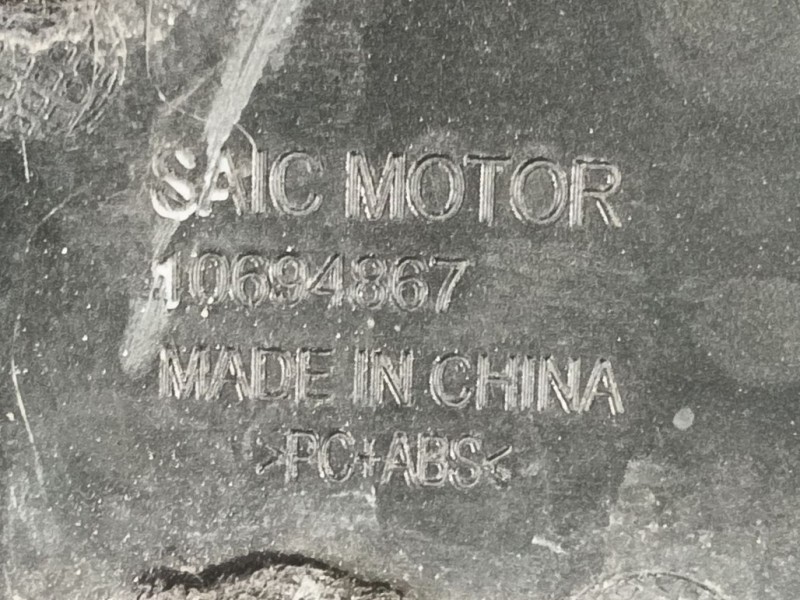 SAIC MOTOR
10694867
MADE IN CHINA
>PC+ABS<